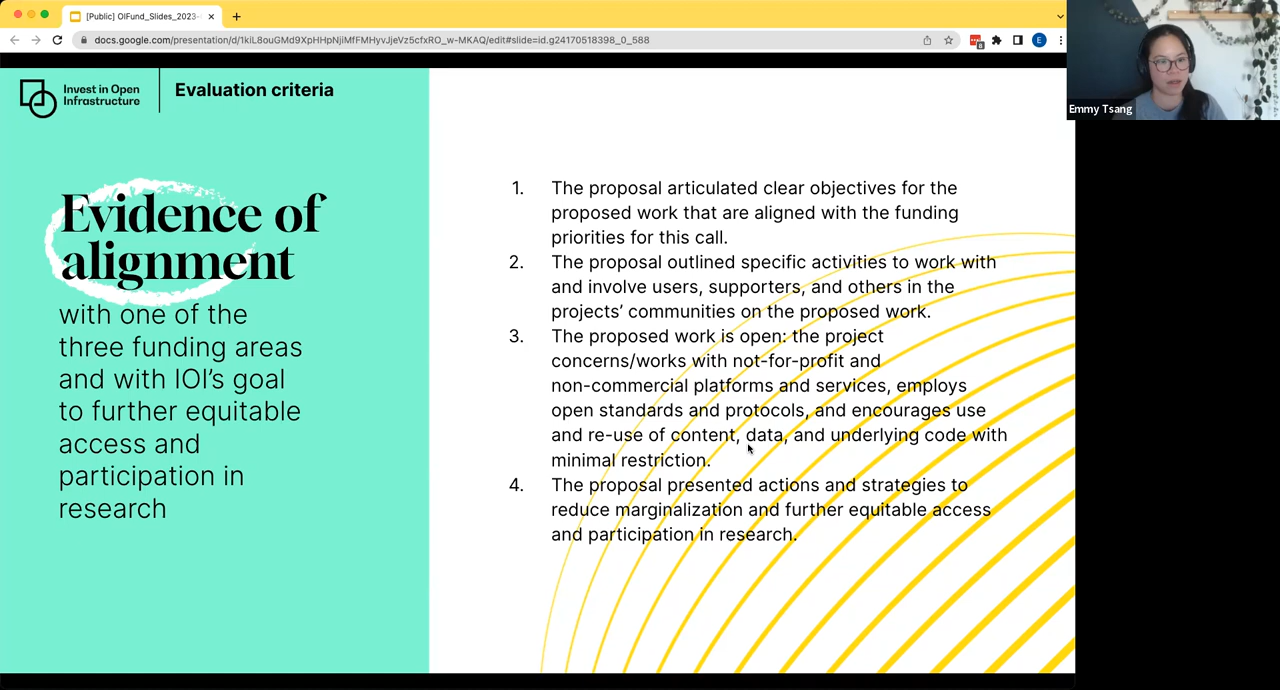 [Public] OIFund_Slides_2023-
docs.google.com/presentation/d/1kiL8ouGMd9XpHHpNjiMfFMHyvJjeVz5cfxRO_w-MKAQ/edit#slide=id.g24170518398_0_588
E
Emmy Tsang
Invest in Open
Infrastructure
Evaluation criteria
Evidence of
alignment
with one of the
three funding areas
and with IOI’s goal
to further equitable
access and
participation in
research
1. The proposal articulated clear objectives for the
proposed work that are aligned with the funding
priorities for this call.
2. The proposal outlined specific activities to work with
and involve users, supporters, and others in the
projects’ communities on the proposed work.
3. The proposed work is open: the project
concerns/works with not-for-profit and
non-commercial platforms and services, employs
open standards and protocols, and encourages use
and re-use of content, data, and underlying code with
minimal restriction.
4. The proposal presented actions and strategies to
reduce marginalization and further equitable access
and participation in research.